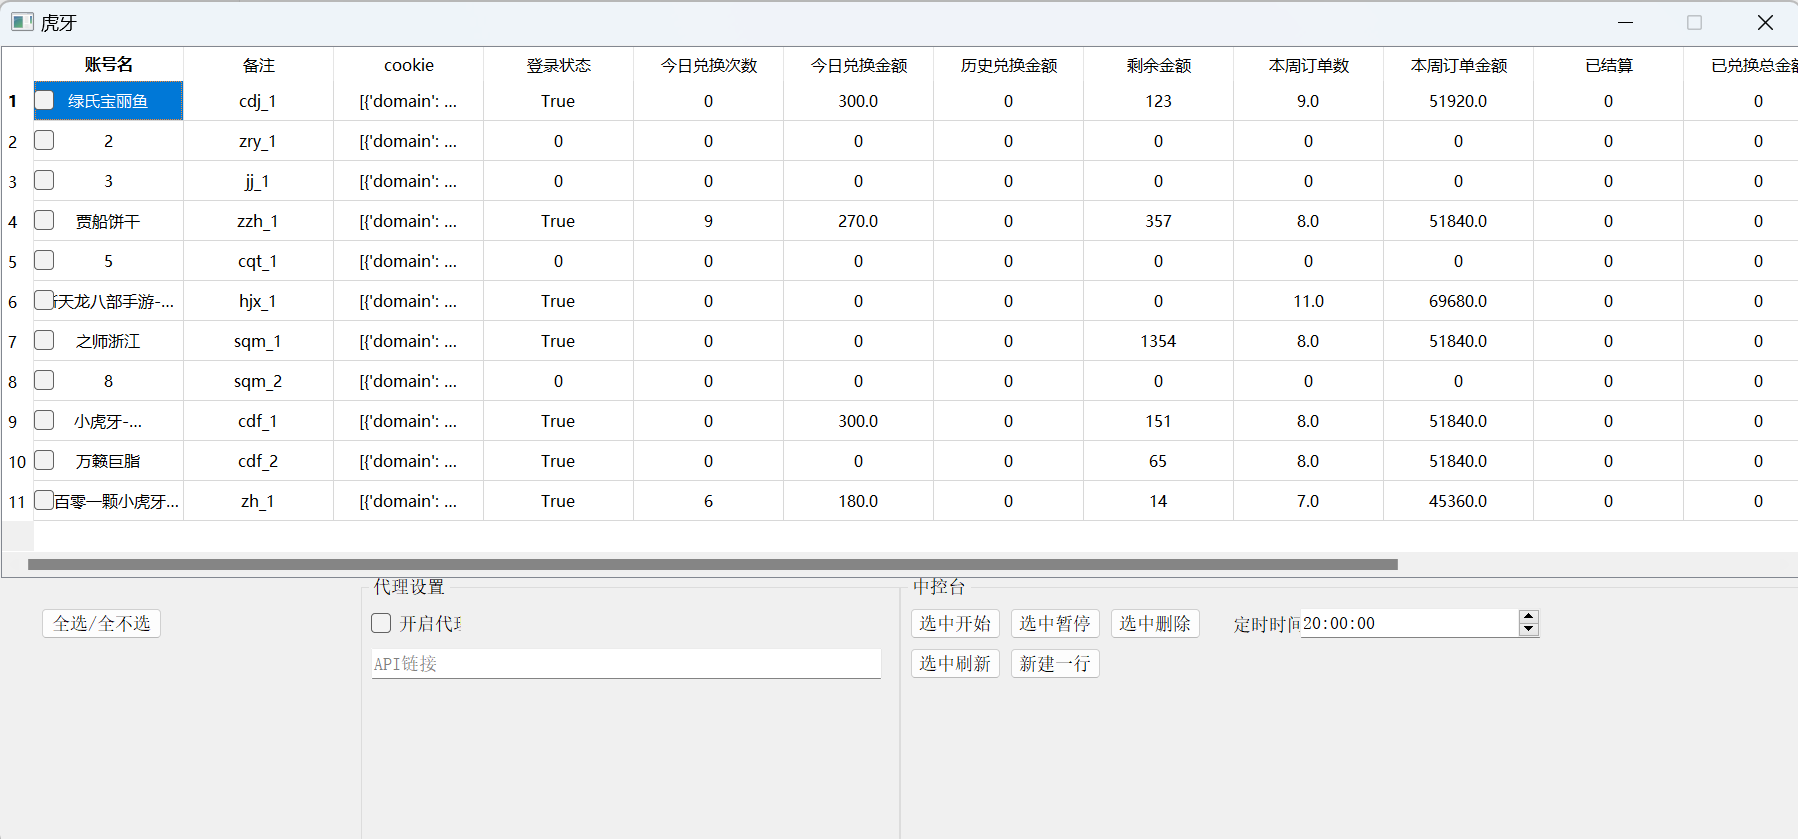 虎牙
账号名 备注 cookie 登录状态 今日兑换次数 今日兑换金额 历史兑换金额 剩余金额 本周订单数 本周订单金额 已结算 已兑换总金
1 绿氏宝丽鱼 cdj_1 [{'domain': ... True 0 300.0 0 123 9.0 51920.0 0 0
2 2 zry_1 [{'domain': ... 0 0 0 0 0 0 0 0 0
3 3 jj_1 [{'domain': ... 0 0 0 0 0 0 0 0 0
4 贾船饼干 zzh_1 [{'domain': ... True 9 270.0 0 357 8.0 51840.0 0 0
5 5 cqt_1 [{'domain': ... 0 0 0 0 0 0 0 0 0
6 天龙八部手游-... hjx_1 [{'domain': ... True 0 0 0 0 11.0 69680.0 0 0
7 之师浙江 sqm_1 [{'domain': ... True 0 0 0 1354 8.0 51840.0 0 0
8 8 sqm_2 [{'domain': ... 0 0 0 0 0 0 0 0 0
9 小虎牙-... cdf_1 [{'domain': ... True 0 300.0 0 151 8.0 51840.0 0 0
10 万籁巨脂 cdf_2 [{'domain': ... True 0 0 0 65 8.0 51840.0 0 0
11 百零一颗小虎牙... zh_1 [{'domain': ... True 6 180.0 0 14 7.0 45360.0 0 0
全选/全不选
代理设置
开启代
API链接
中控台
选中开始 选中暂停 选中删除 定时时间 20:00:00
选中刷新 新建一行